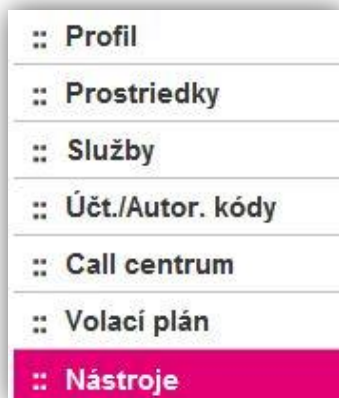 :: Profil
:: Prostriedky
:: Služby
:: Účt./Autor. kódy
:: Call centrum
:: Volací plán
:: Nástroje